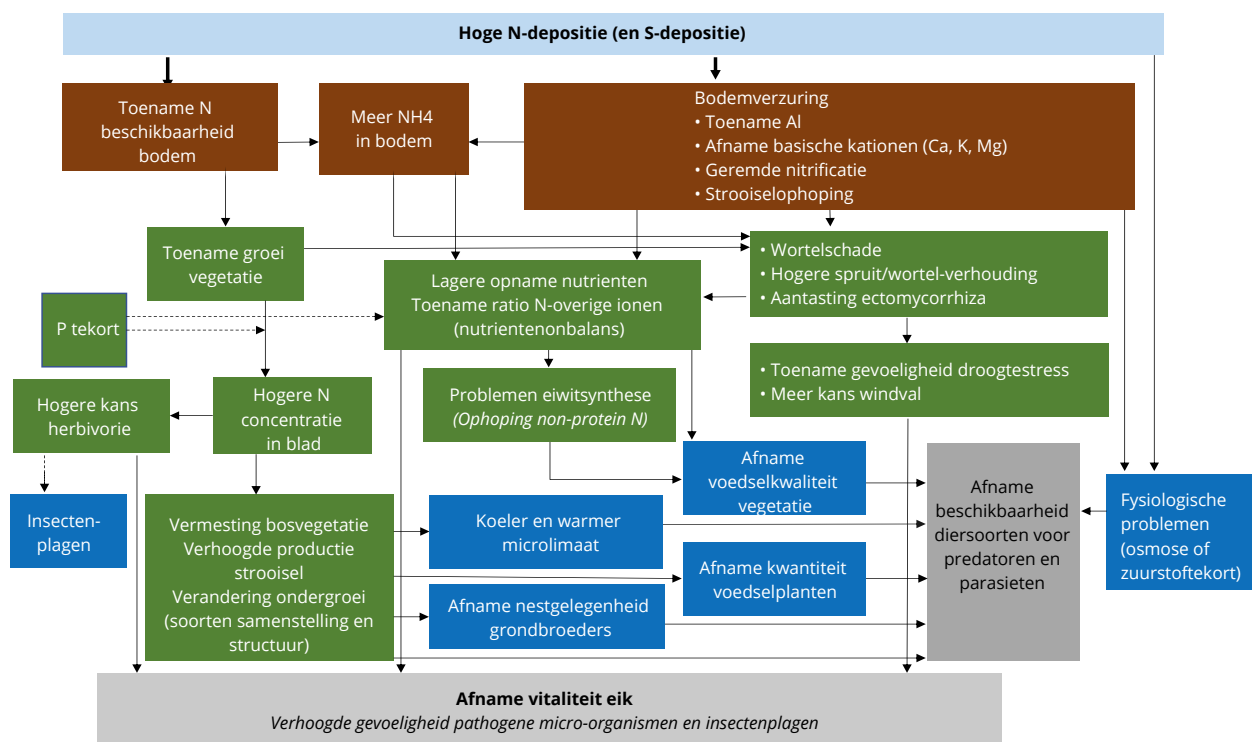 Hoge N-depositie (en S-depositie)
Toename N
beschikbaarheid
bodem
Meer NH4
in bodem
Bodemverzuring
• Toename Al
• Afname basische kationen (Ca, K, Mg)
• Geremde nitrificatie
• Strooiselophoping
Toename groei
vegetatie
• Wortelschade
• Hogere spruit/wortel-verhouding
• Aantasting ectomycorrhiza
Lagere opname nutrienten
Toename ratio N-overige ionen
(nutrientenonbalans)
P tekort
Hogere kans
herbivorie
Hogere N
concentratie
in blad
Problemen eiwitsynthese
(Ophoping non-protein N)
• Toename gevoeligheid droogtestress
• Meer kans windval
Insecten-
plagen
Vermesting bosvegetatie
Verhoogde productie
strooisel
Verandering ondergroei
(soorten samenstelling en
structuur)
Koeler en warmer
microlimaat
Afname nestgelegenheid
grondbroeders
Afname
voedselkwaliteit
vegetatie
Afname kwantiteit
voedselplanten
Afname
beschikbaarheid
diersoorten voor
predatoren en
parasieten
Fysiologische
problemen
(osmose of
zuurstoftekort)
Afname vitaliteit eik
Verhoogde gevoeligheid pathogene micro-organismen en insectenplagen